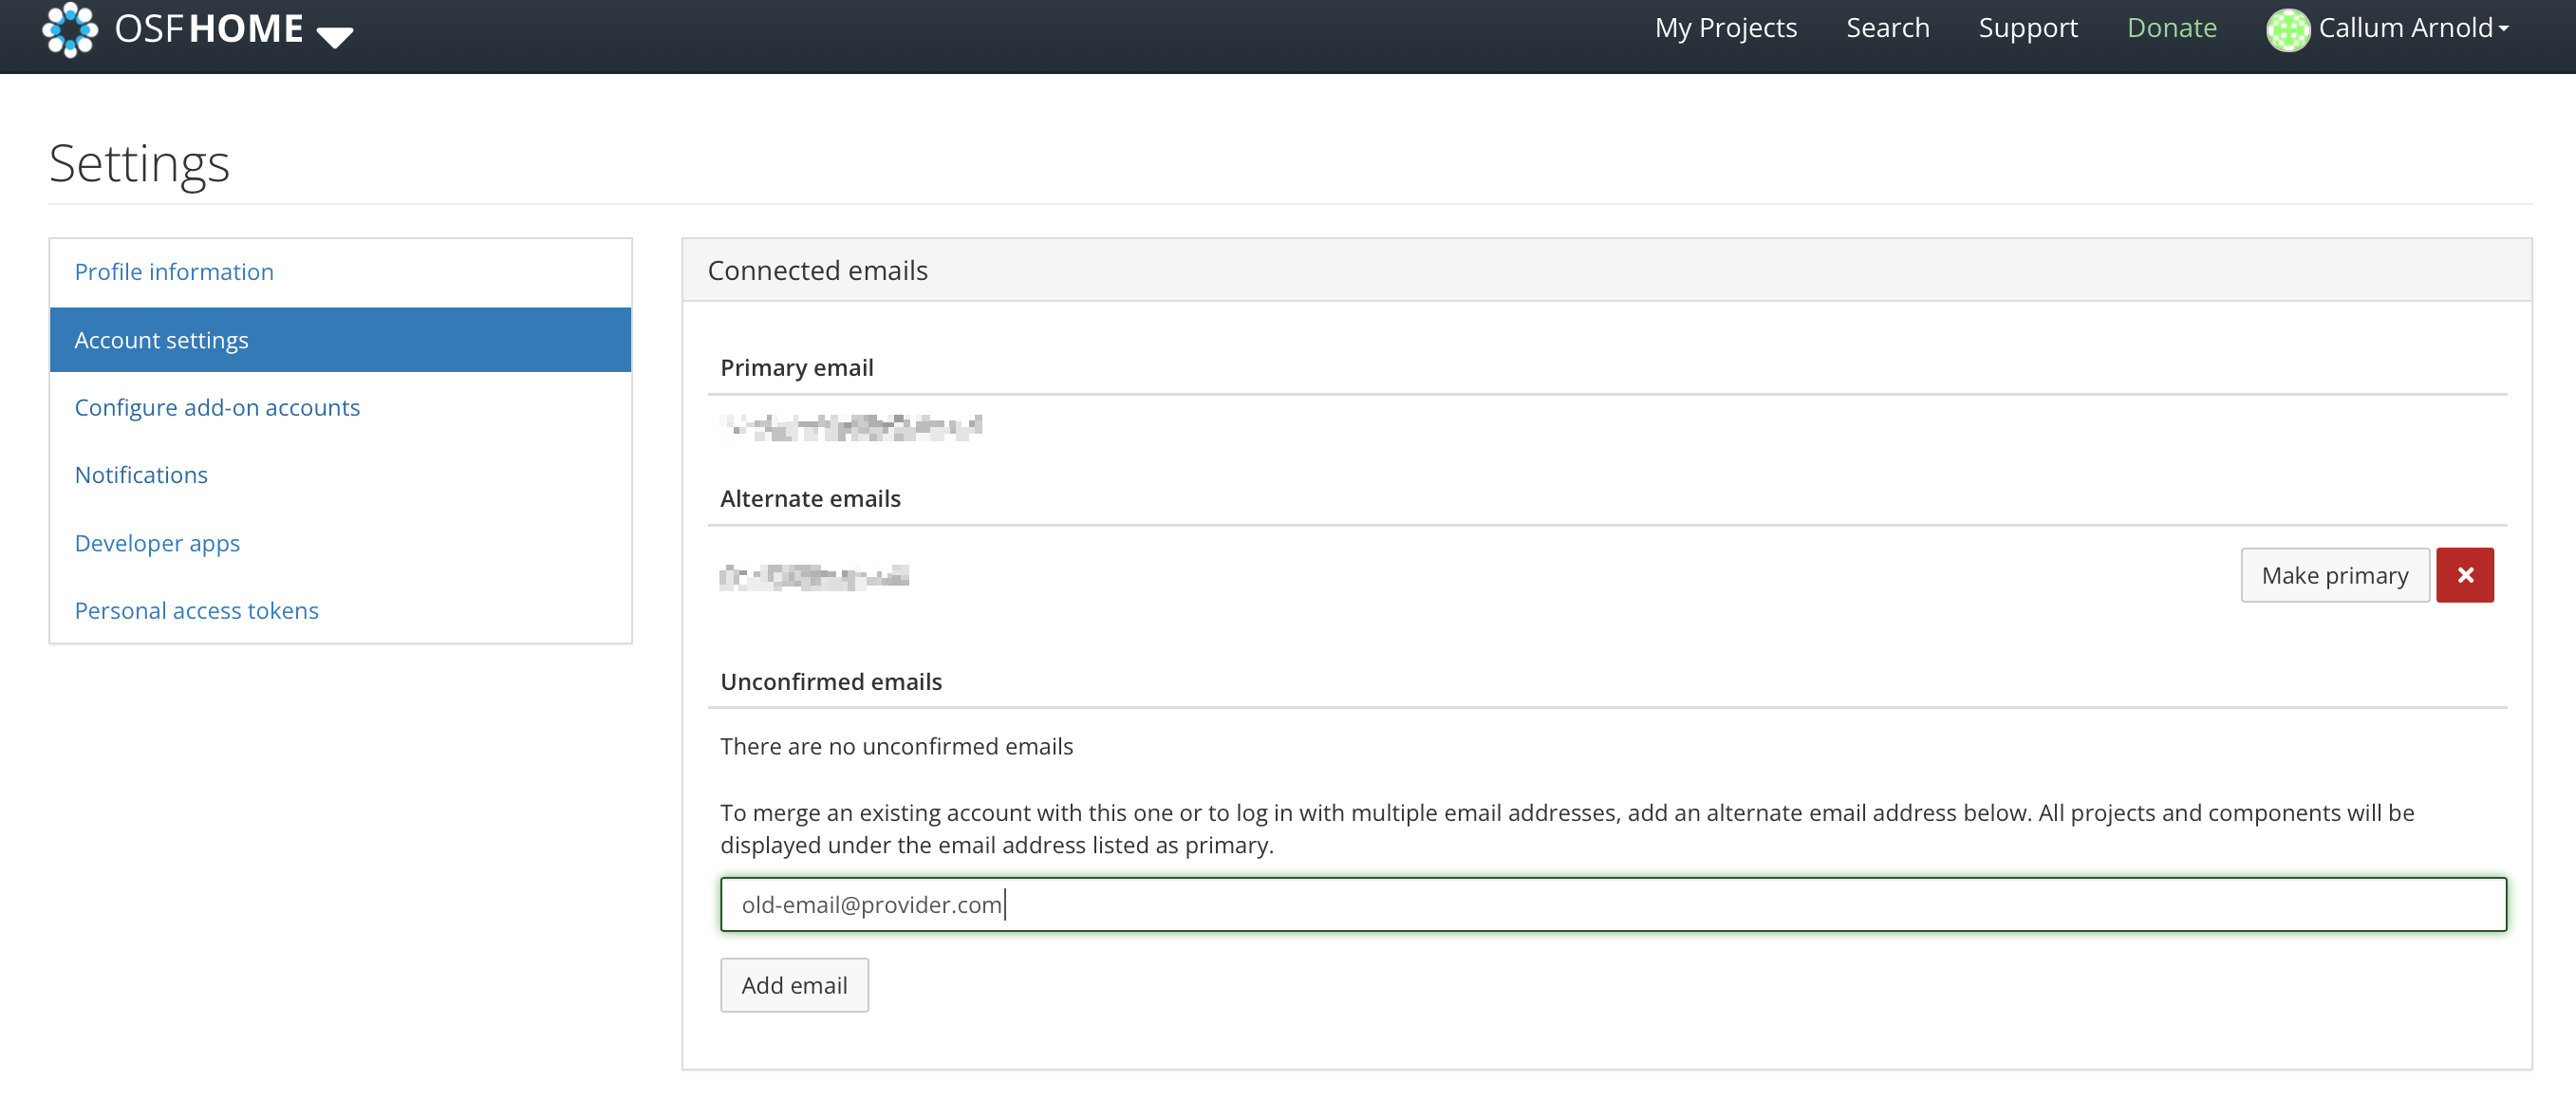 OSFHOME
My Projects
Search
Support
Donate
Callum Arnold
Settings
Profile information
Account settings
Configure add-on accounts
Notifications
Developer apps
Personal access tokens
Connected emails
Primary email
Alternate emails
Make primary
Unconfirmed emails
There are no unconfirmed emails
To merge an existing account with this one or to log in with multiple email addresses, add an alternate email address below. All projects and components will be
displayed under the email address listed as primary.
old-email@provider.com
Add email